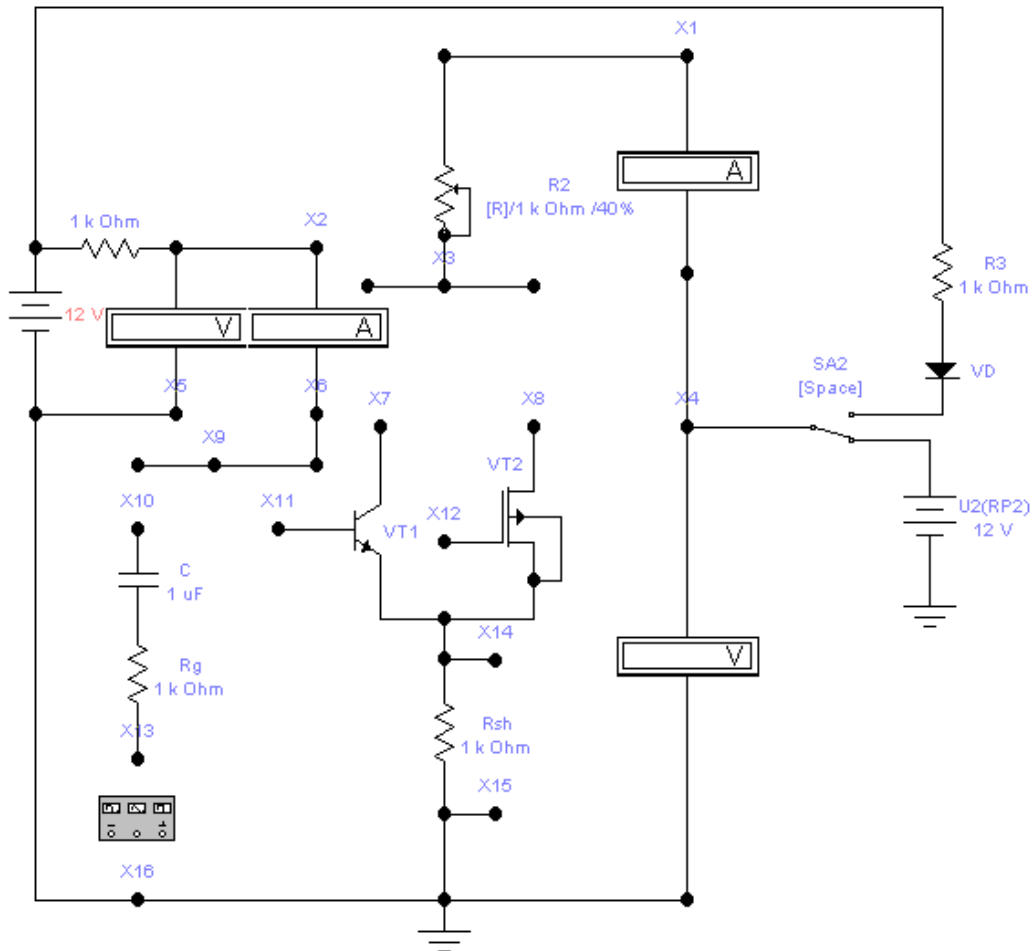 X1
A
R2
[R]/1 k Ohm /40%
1 k Ohm
X2
X3
R3
1 k Ohm
12 V
V
A
SA2
[Space]
VD
X5
X6
X7
X8
X4
X9
VT2
X10
X11
X12
VT1
U2(RP2)
12 V
C
1 uF
X14
V
Rg
1 k Ohm
Rsh
1 k Ohm
X13
X15
X16